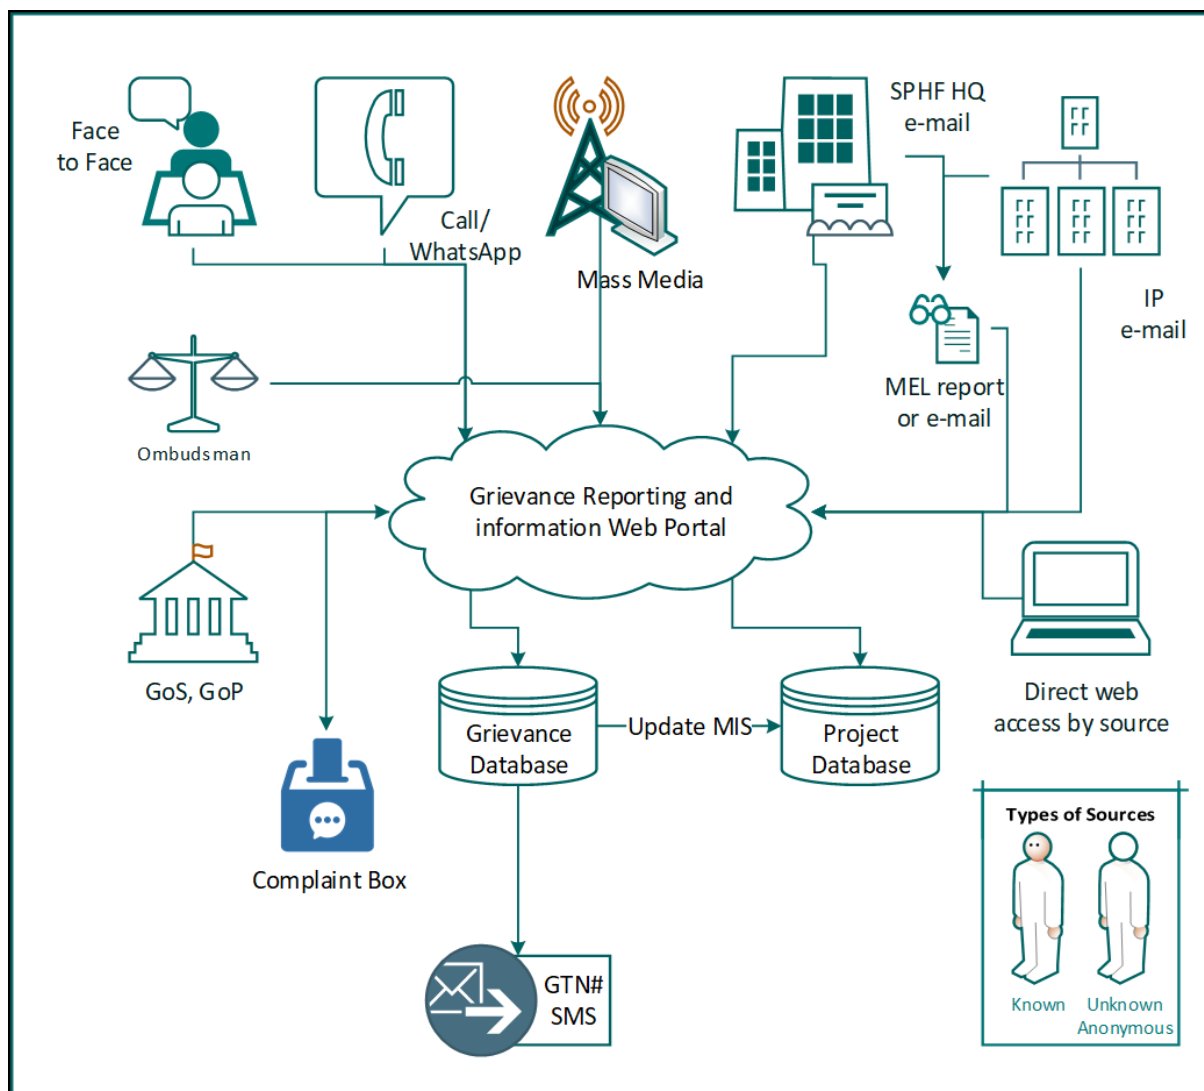 Face
to Face
Call/
WhatsApp
Mass Media
SPHF HQ
e-mail
IP
e-mail
MEL report
or e-mail
Ombudsman
Grievance Reporting and
information Web Portal
GoS, GoP
Grievance
Database
Update MIS
Project
Database
Direct web
access by source
Complaint Box
GTN#
SMS
Types of Sources
Known
Unknown
Anonymous